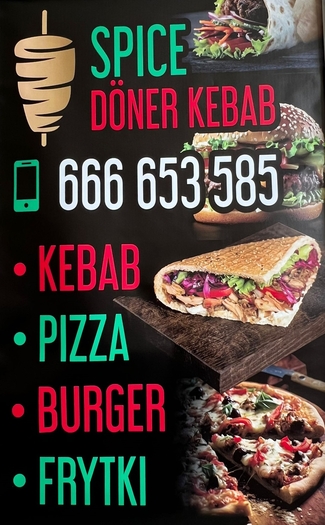 SPICE
DÖNER KEBAB
666 653 585
• KEBAB
• PIZZA
• BURGER
• FRYTKI